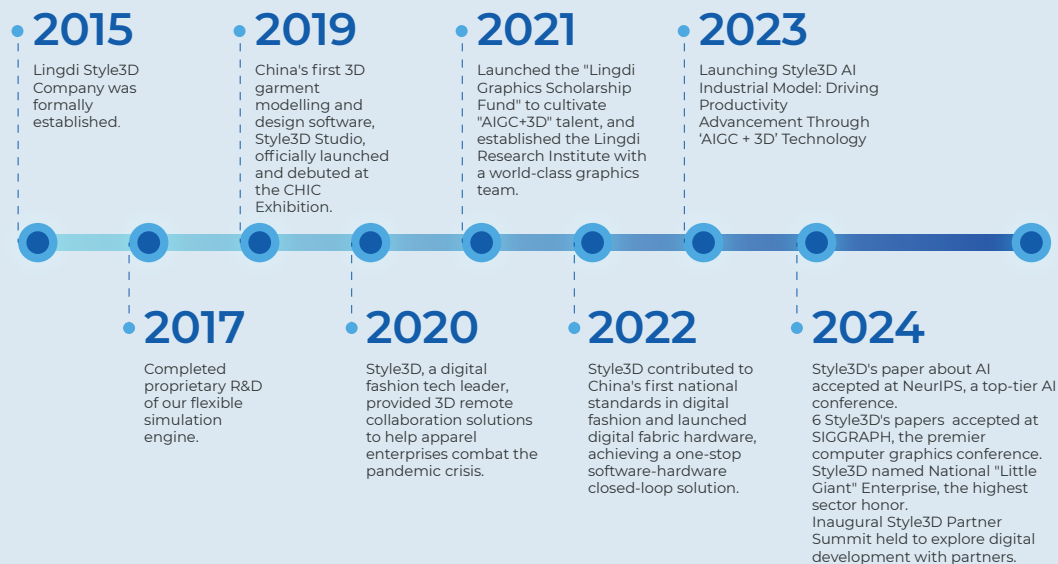 2015
Lingdi Style3D
Company was
formally
established.
2019
China's first 3D
garment
modelling and
design software,
Style3D Studio,
officially launched
and debuted at
the CHIC
Exhibition.
2021
Launched the "Lingdi
Graphics Scholarship
Fund" to cultivate
"AIGC+3D" talent, and
established the Lingdi
Research Institute with
a world-class graphics
team.
2023
Launching Style3D AI
Industrial Model: Driving
Productivity
Advancement Through
‘AIGC + 3D’ Technology
2017
Completed
proprietary R&D
of our flexible
simulation
engine.
2020
Style3D, a digital
fashion tech leader,
provided 3D remote
collaboration solutions
to help apparel
enterprises combat the
pandemic crisis.
2022
Style3D contributed to
China's first national
standards in digital
fashion and launched
digital fabric hardware,
achieving a one-stop
software-hardware
closed-loop solution.
2024
Style3D's paper about AI
accepted at NeurIPS, a top-tier AI
conference.
6 Style3D's papers accepted at
SIGGRAPH, the premier
computer graphics conference.
Style3D named National "Little
Giant" Enterprise, the highest
sector honor.
Inaugural Style3D Partner
Summit held to explore digital
development with partners.